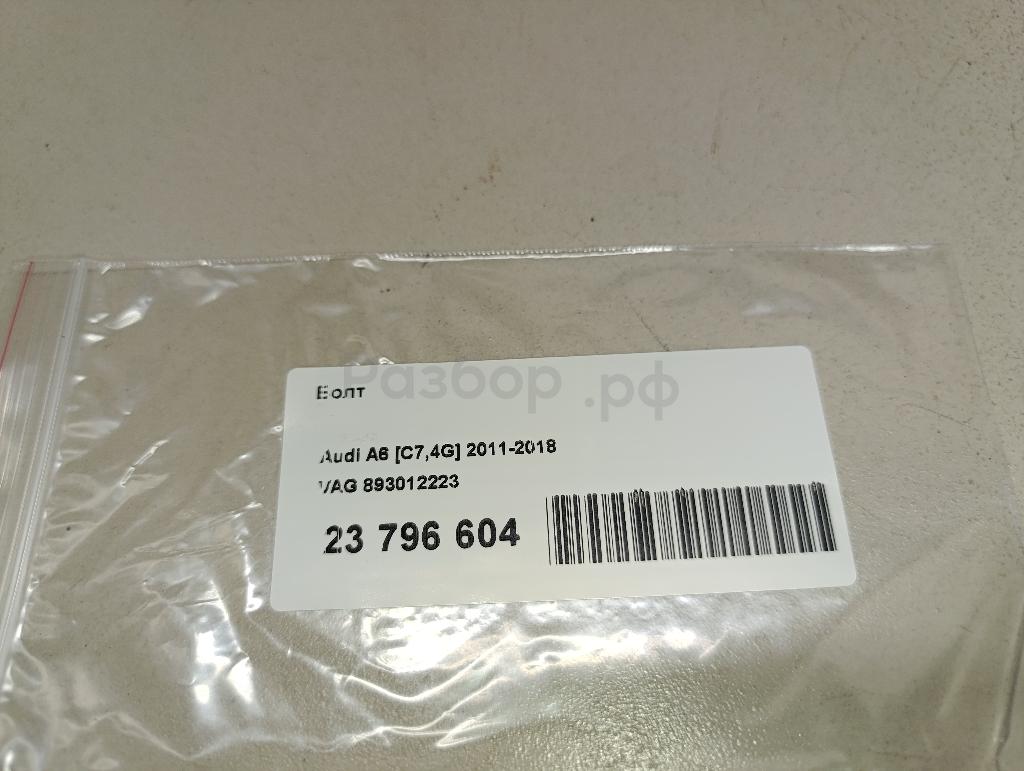 Болт
Разбор.рф
Audi A6 [C7,4G] 2011-2018
VAG 893012223
23 796 604